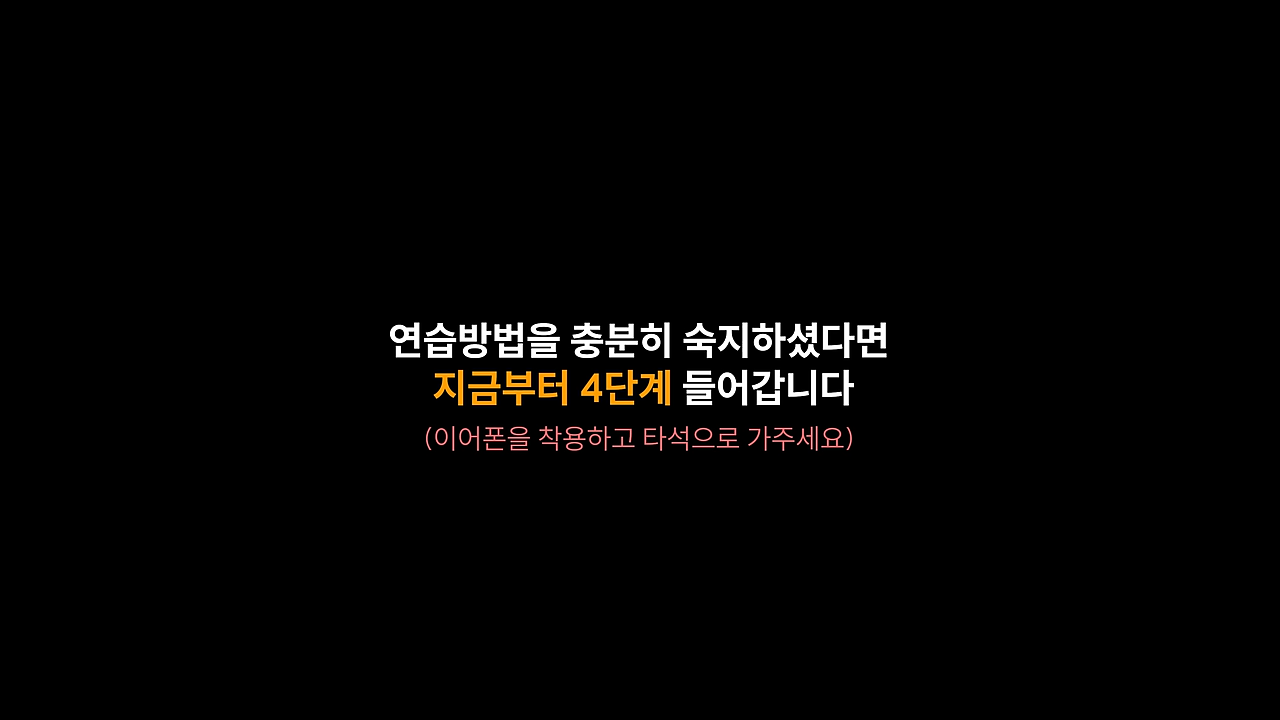 연습방법을 충분히 숙지하셨다면
지금부터 4단계 들어갑니다
(이어폰을 착용하고 타석으로 가주세요)